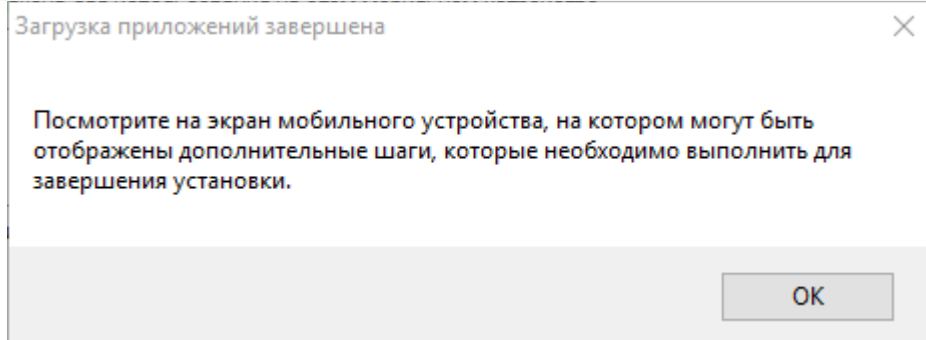 Загрузка приложений завершена
Посмотрите на экран мобильного устройства, на котором могут быть
отображены дополнительные шаги, которые необходимо выполнить для
завершения установки.
ОК